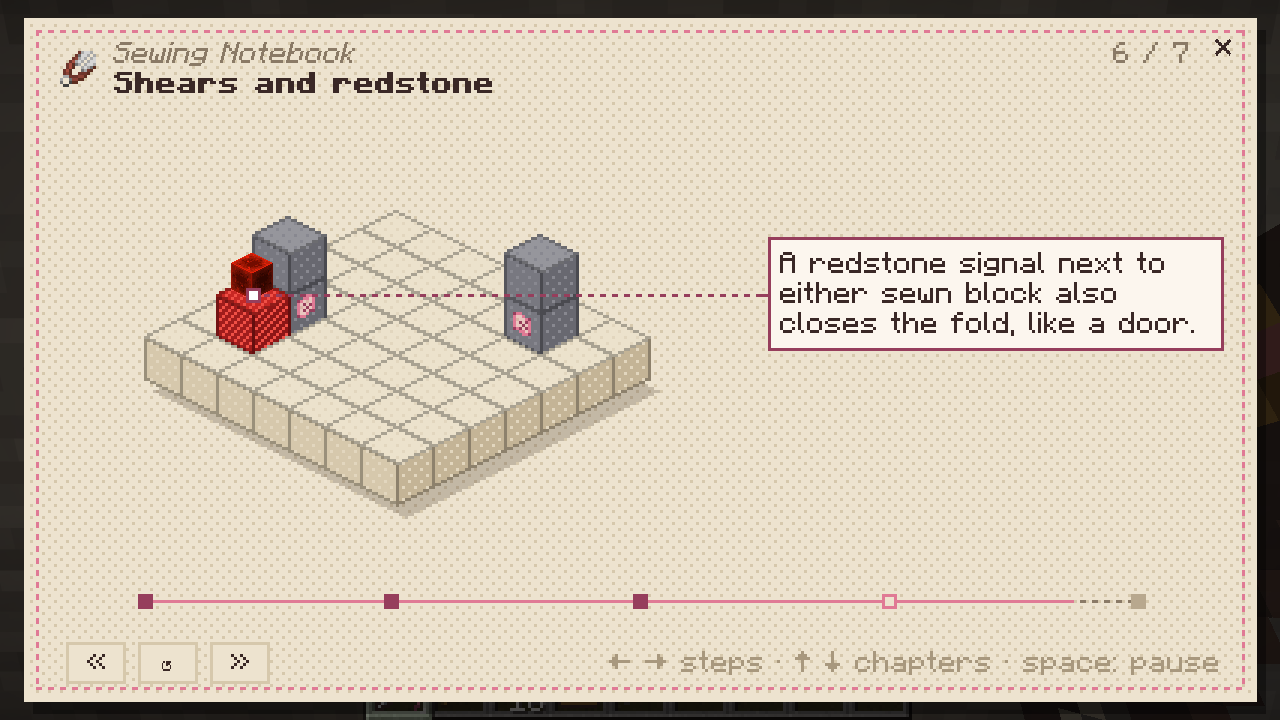 Sewing Notebook
Shears and redstone
6 / 7
A redstone signal next to
either sewn block also
closes the fold, like a door.
← → steps · ↑ ↓ chapters · space: pause